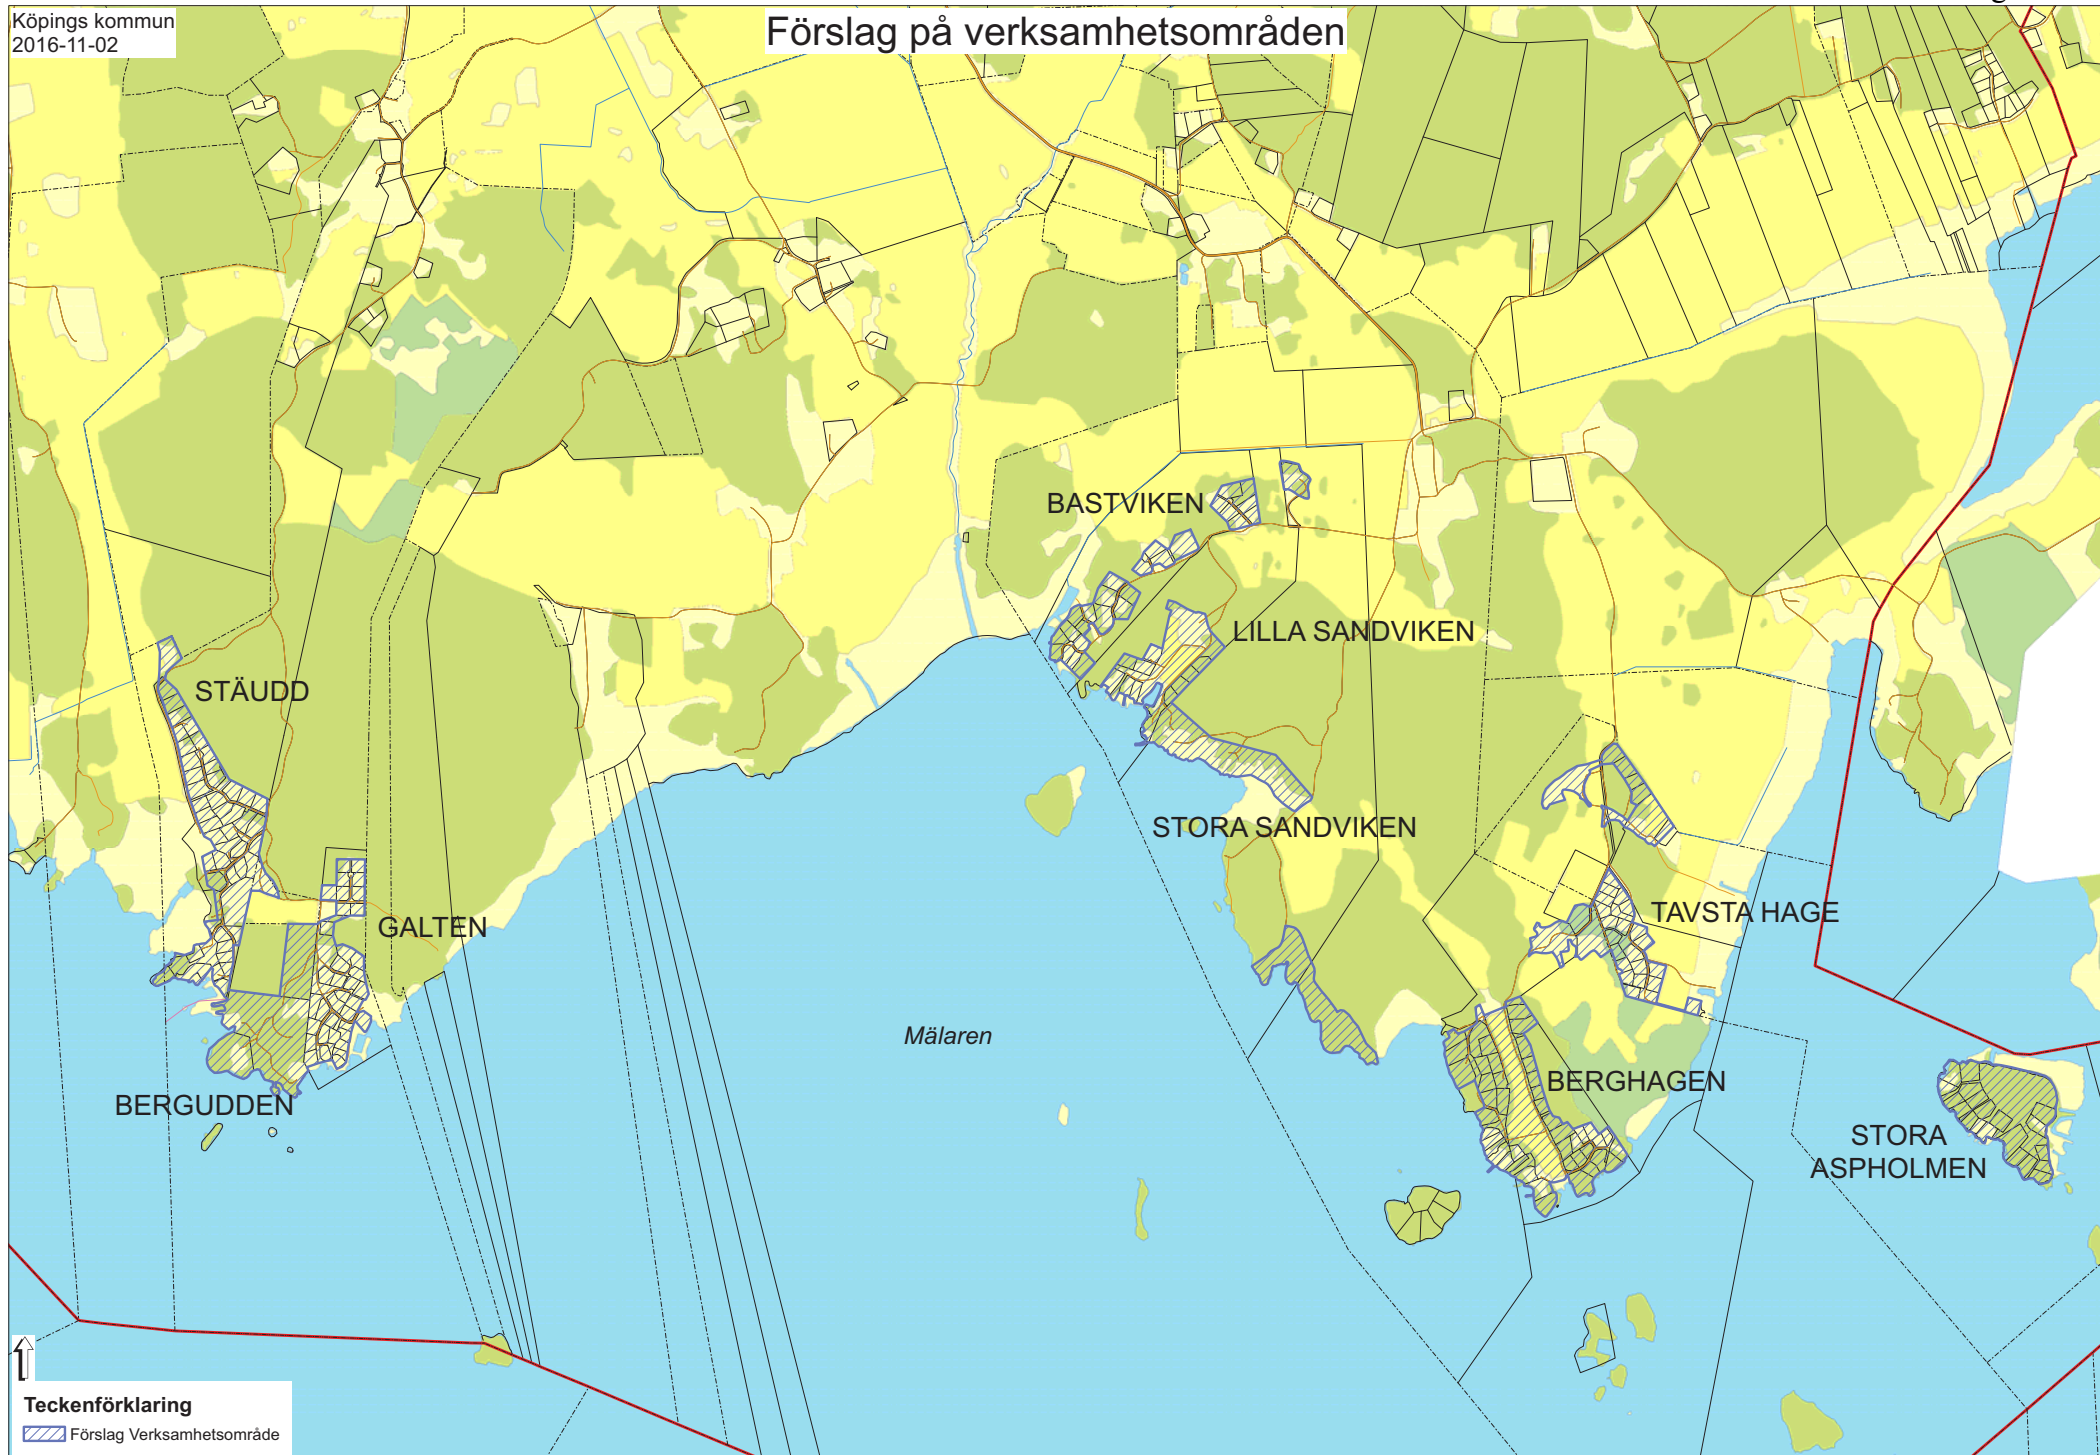 Köpings kommun
2016-11-02
Förslag på verksamhetsområden
BASTVIKEN
LILLA SANDVIKEN
STÄUDD
STORA SANDVIKEN
GALTEN
TAVSTA HAGE
Mälaren
BERGHAGEN
BERGUDDEN
STORA
ASPHOLMEN
Teckenförklaring
Förslag Verksamhetsområde